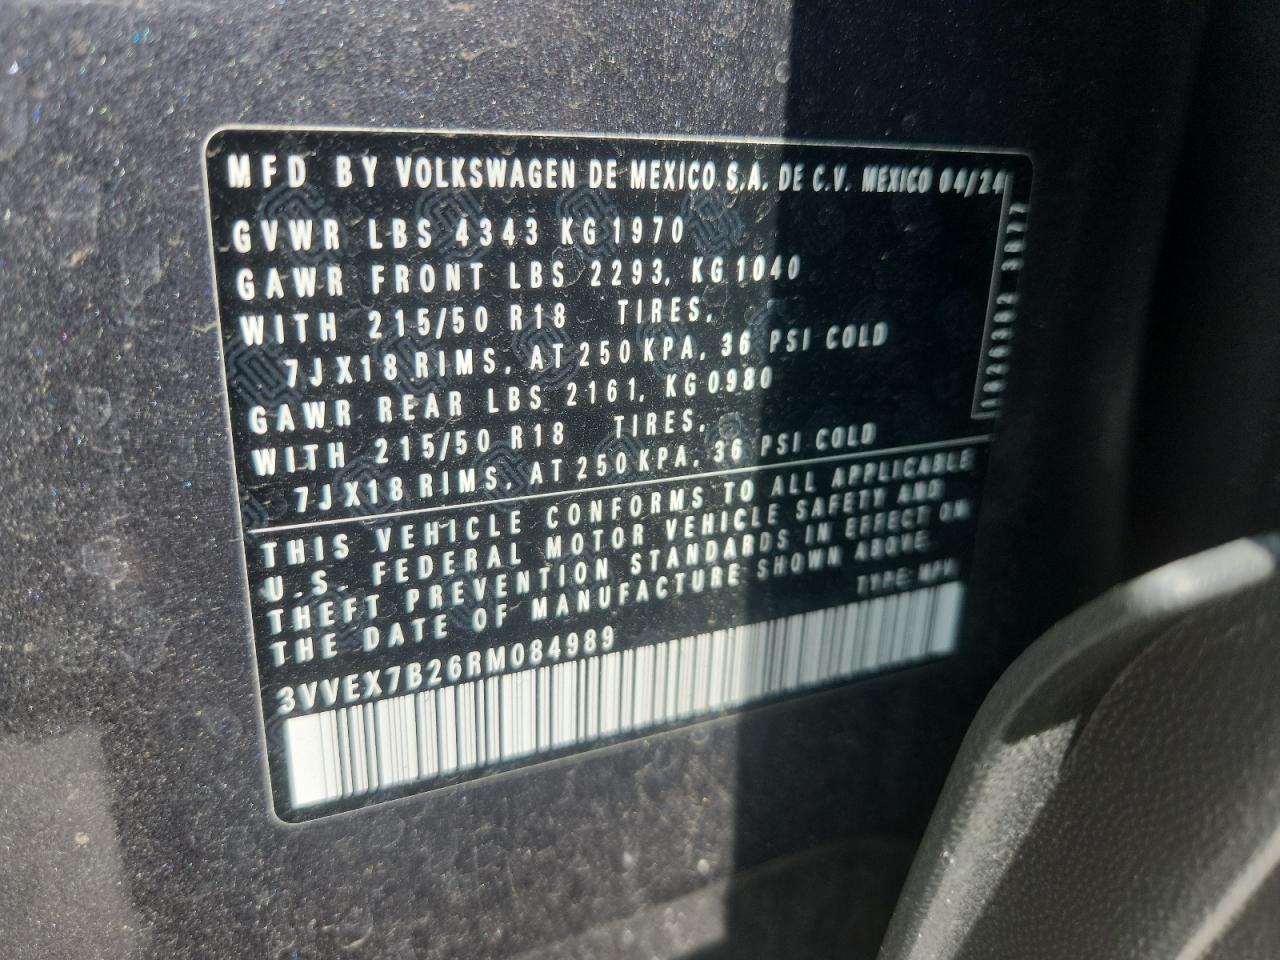 MFD BY VOLKSWAGEN DE MEXICO S.A. DE C.V. MEXICO 04/24
GVWR LBS 4343 KG 1970
GAWR FRONT LBS 2293, KG 1040
WITH 215/50 R18 TIRES,
7JX18 RIMS, AT 250 KPA, 36 PSI COLD
GAWR REAR LBS 2161, KG 0980
WITH 215/50 R18 TIRES,
7JX18 RIMS, AT 250 KPA, 36 PSI COLD
THIS VEHICLE CONFORMS TO ALL APPLICABLE
U.S. FEDERAL MOTOR VEHICLE SAFETY AND
THEFT PREVENTION STANDARDS IN EFFECT ON
THE DATE OF MANUFACTURE SHOWN ABOVE.
TYPE: MPV
3VVEX7B26RM084989